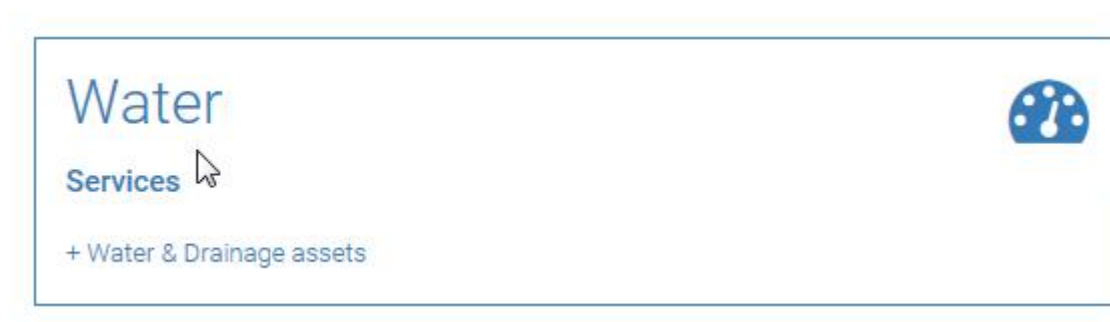 Water
Services
+ Water & Drainage assets